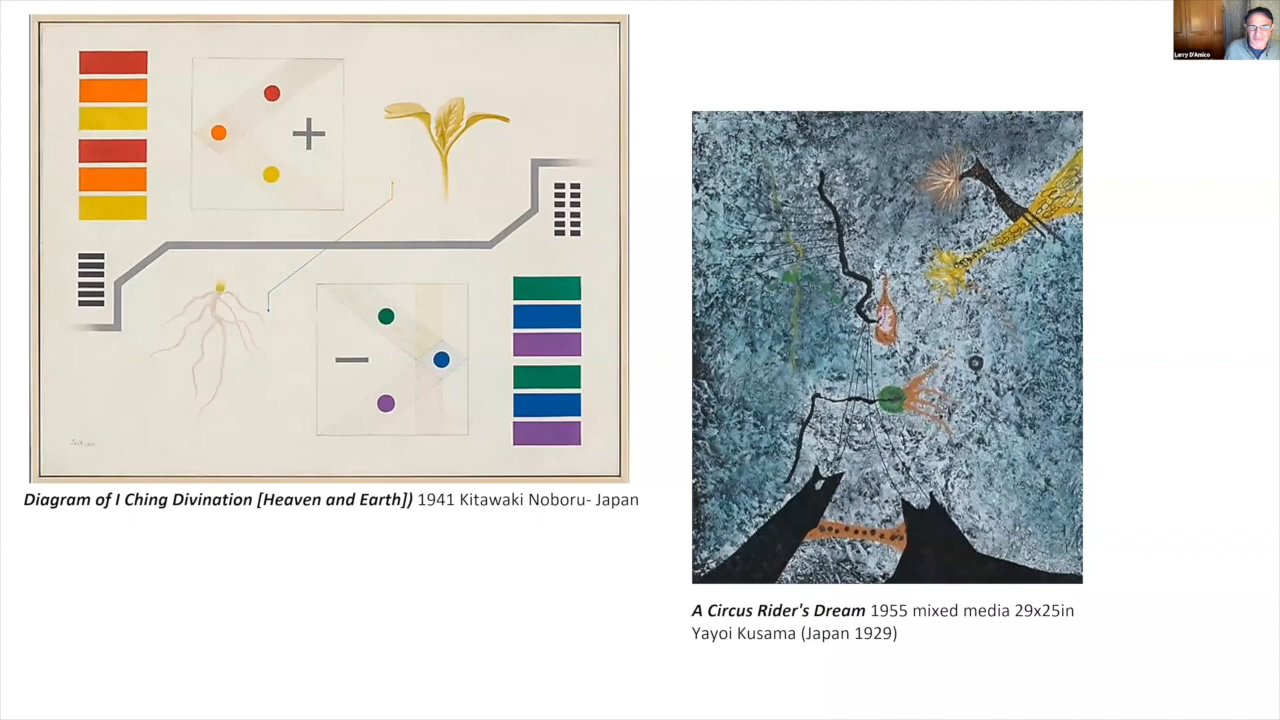 Larry D'Amico
Diagram of I Ching Divination [Heaven and Earth]) 1941 Kitawaki Noboru- Japan
A Circus Rider's Dream 1955 mixed media 29x25in
Yayoi Kusama (Japan 1929)